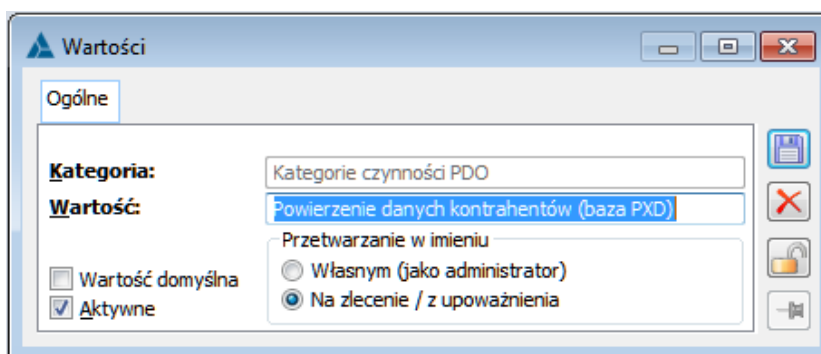 Wartości
Ogólne
Kategoria: Kategorie czynności PDO
Wartość: Powierzenie danych kontrahentów (baza PXD)
Przetwarzanie w imieniu
Wartość domyślna
Własnym (jako administrator)
Aktywne
Na zlecenie / z upoważnienia